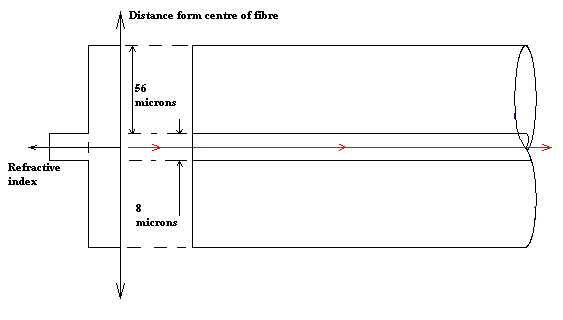 Distance form centre of fibre
56
microns
Refractive
index
8
microns